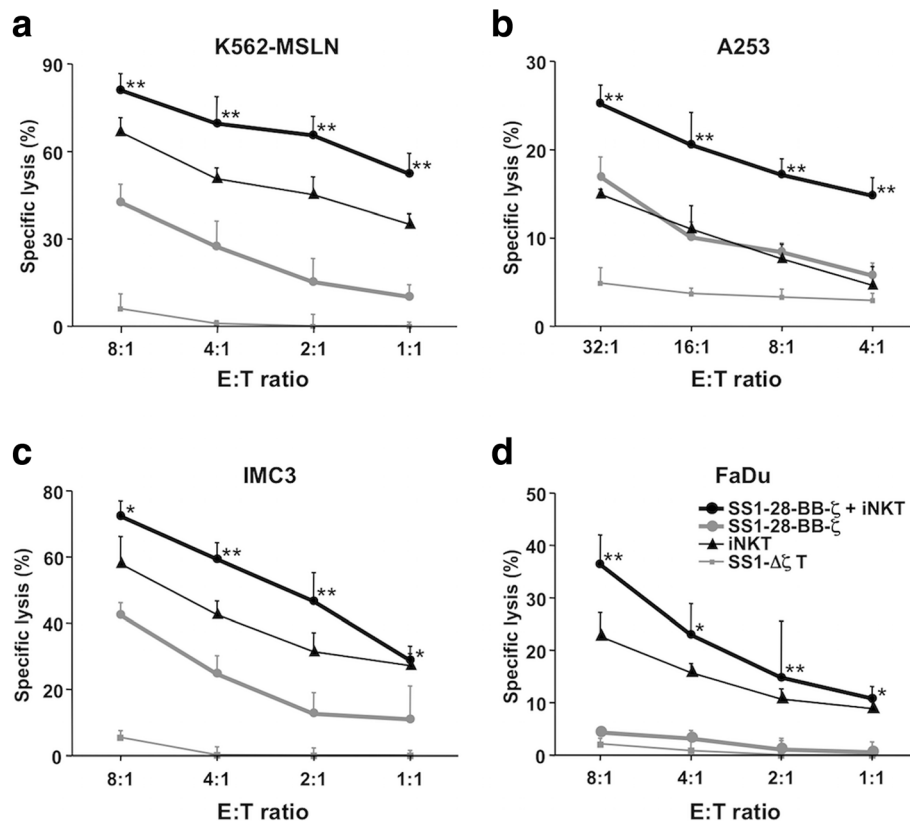 a
K562-MSLN
Specific lysis (%)
90
60
30
0
**
**
**
**
8:1 4:1 2:1 1:1
E:T ratio
b
A253
Specific lysis (%)
30
20
10
0
**
**
**
**
32:1 16:1 8:1 4:1
E:T ratio
c
IMC3
Specific lysis (%)
80
60
40
20
0
*
**
**
*
8:1 4:1 2:1 1:1
E:T ratio
d
FaDu
Specific lysis (%)
50
40
30
20
10
0
SS1-28-BB-ζ + iNKT
SS1-28-BB-ζ
iNKT
SS1-Δζ T
**
*
**
*
8:1 4:1 2:1 1:1
E:T ratio